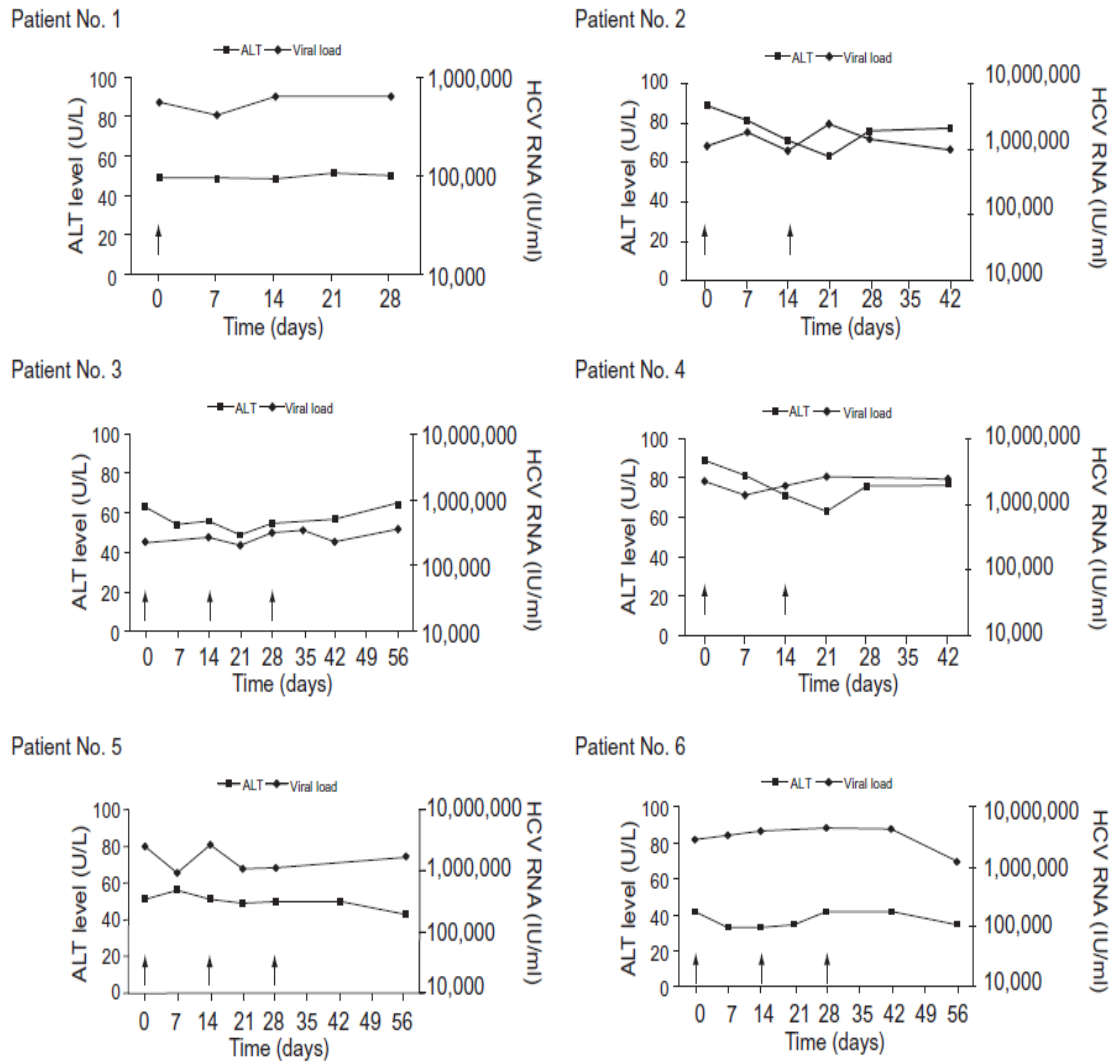 Patient No. 1
ALT Viral load
100
80
60
40
20
0
ALT level (U/L)
1,000,000
100,000
10,000
HCV RNA (IU/ml)
0 7 14 21 28
Time (days)
Patient No. 2
ALT Viral load
100
80
60
40
20
0
ALT level (U/L)
10,000,000
1,000,000
100,000
10,000
HCV RNA (IU/ml)
0 7 14 21 28 35 42
Time (days)
Patient No. 3
ALT Viral load
100
80
60
40
20
0
ALT level (U/L)
10,000,000
1,000,000
100,000
10,000
HCV RNA (IU/ml)
0 7 14 21 28 35 42 49 56
Time (days)
Patient No. 4
ALT Viral load
100
80
60
40
20
0
ALT level (U/L)
10,000,000
1,000,000
100,000
10,000
HCV RNA (IU/ml)
0 7 14 21 28 35 42
Time (days)
Patient No. 5
ALT Viral load
100
80
60
40
20
0
ALT level (U/L)
10,000,000
1,000,000
100,000
10,000
HCV RNA (IU/ml)
0 7 14 21 28 35 42 49 56
Time (days)
Patient No. 6
ALT Viral load
100
80
60
40
20
0
ALT level (U/L)
10,000,000
1,000,000
100,000
10,000
HCV RNA (IU/ml)
0 7 14 21 28 42 56
Time (days)